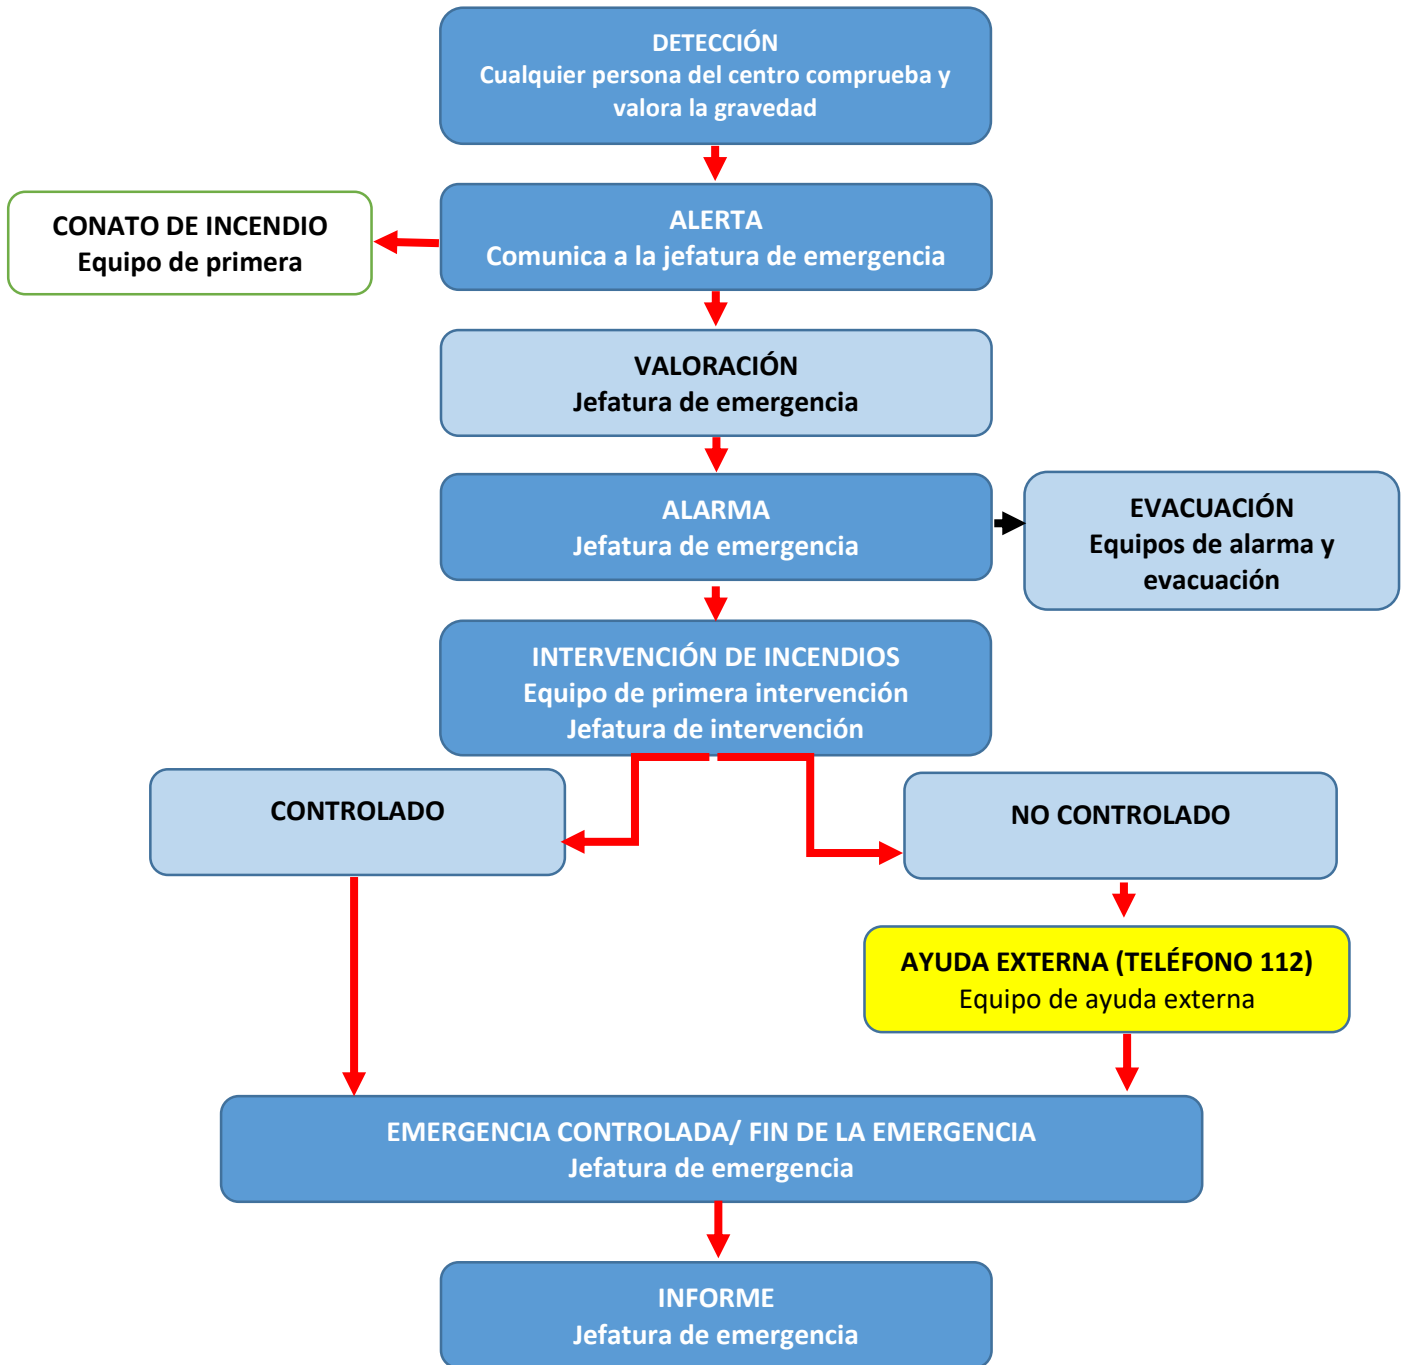 DETECCIÓN
Cualquier persona del centro comprueba y
valora la gravedad
CONATO DE INCENDIO
Equipo de primera
ALERTA
Comunica a la jefatura de emergencia
VALORACIÓN
Jefatura de emergencia
ALARMA
Jefatura de emergencia
EVACUACIÓN
Equipos de alarma y
evacuación
INTERVENCIÓN DE INCENDIOS
Equipo de primera intervención
Jefatura de intervención
CONTROLADO
NO CONTROLADO
AYUDA EXTERNA (TELÉFONO 112)
Equipo de ayuda externa
EMERGENCIA CONTROLADA/ FIN DE LA EMERGENCIA
Jefatura de emergencia
INFORME
Jefatura de emergencia